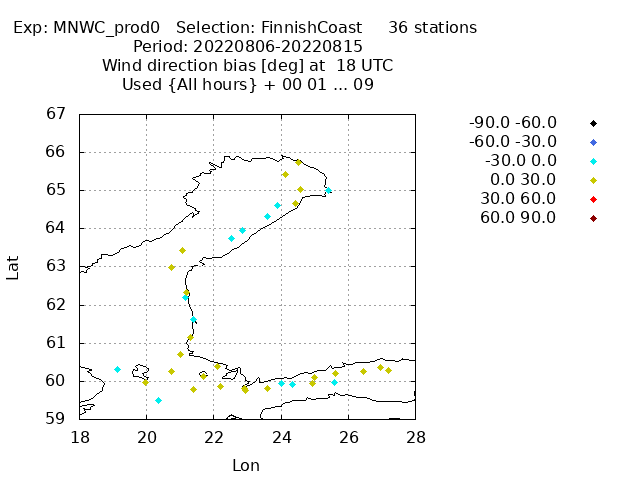 Exp: MNWC_prod0   Selection: FinnishCoast     36 stations
Period: 20220806-20220815
Wind direction bias [deg] at  18 UTC
Used {All hours} + 00 01 ... 09
67
66
65
64
63
62
61
60
59
18 20 22 24 26 28
Lat
Lon
-90.0 -60.0
-60.0 -30.0
-30.0 0.0
0.0 30.0
30.0 60.0
60.0 90.0